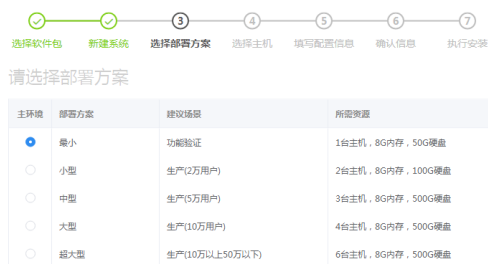 3 4 5 6 7
选择软件包 新建系统 选择部署方案 选择主机 填写配置信息 确认信息 执行安装
请选择部署方案
主环境 部署方案 建议场景 所需资源
最小 功能验证 1台主机，8G内存，50G硬盘
小型 生产(2万用户) 2台主机，8G内存，100G硬盘
中型 生产(5万用户) 3台主机，8G内存，500G硬盘
大型 生产(10万用户) 4台主机，8G内存，500G硬盘
超大型 生产(10万以上50万以下) 6台主机，8G内存，500G硬盘